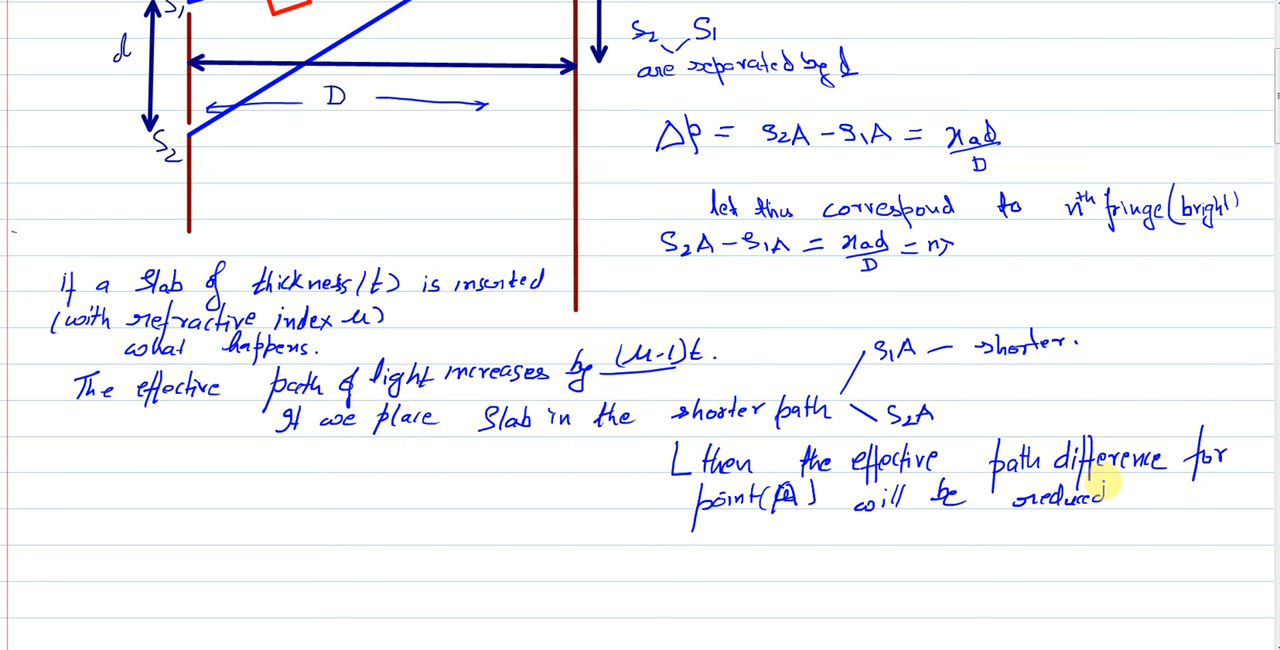 S₁
d
D
S₂
S₂ S₁
are separated by d
Δp = S₂A - S₁A = xₐd/D
let this correspond to nᵗʰ fringe (bright)
S₂A - S₁A = xₐd/D = nλ
if a slab of thickness (t) is inserted
(with refractive index μ)
what happens.
The effective path of light increases by (μ-1)t.
If we place slab in the shorter path
S₁A - shorter.
S₂A
then the effective path difference for
point (A) will be reduced